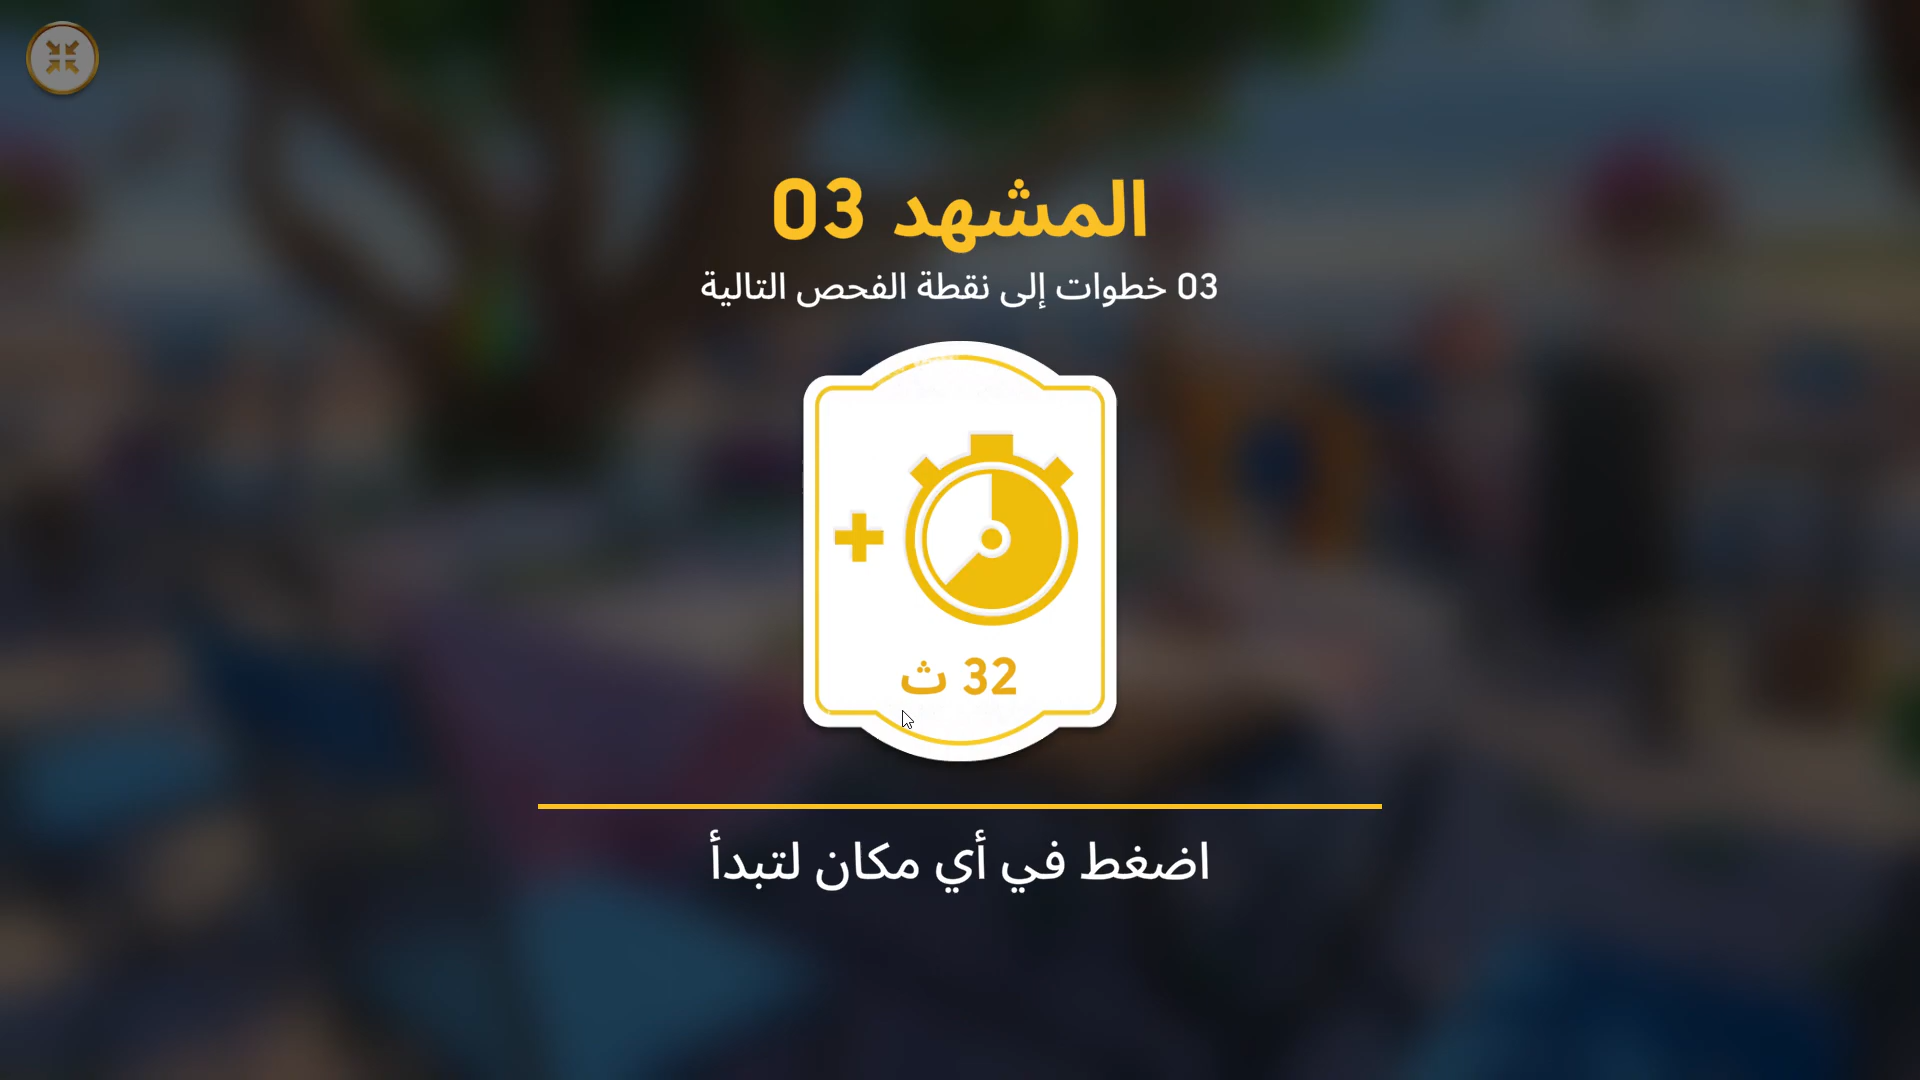 المشهد 03
03 خطوات إلى نقطة الفحص التالية
+
32 ث
اضغط في أي مكان لتبدأ